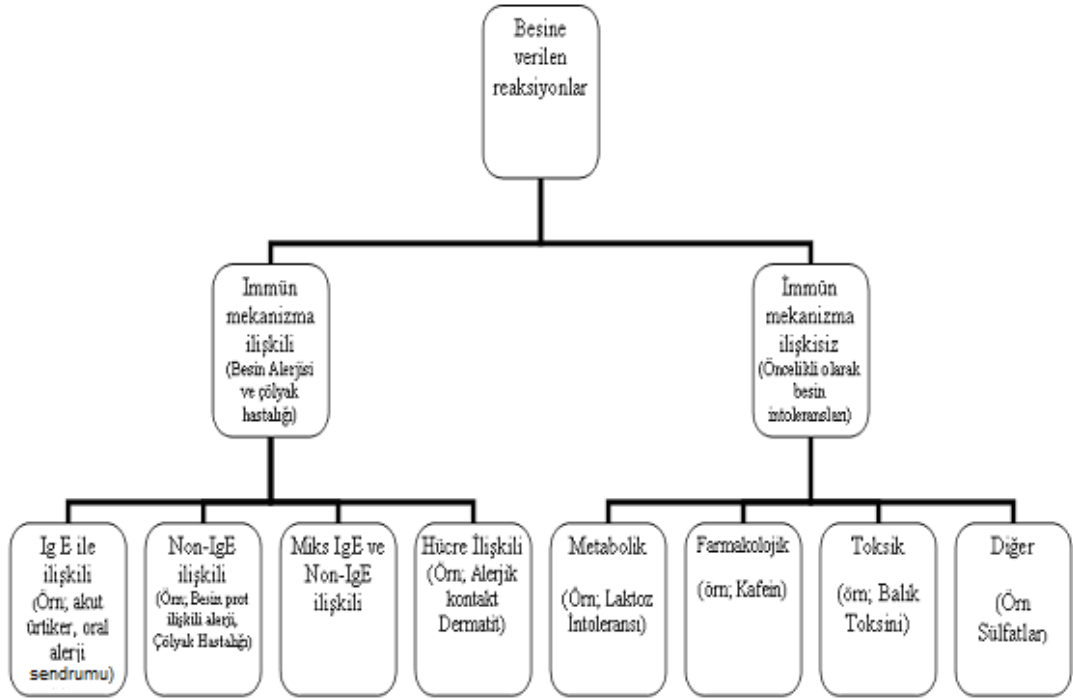 Besine
verilen
reaksiyonlar
İmmün
mekanizma
ilişkili
(Besin Alerjisi
ve çölyak
hastalığı)
İmmün
mekanizma
ilişkisiz
(Öncelikli olarak
besin
intoleransları)
Ig E ile
ilişkili
(Örn; akut
ürtiker, oral
alerji
sendrumu)
Non-IgE
ilişkili
(Örn; Besin prot
ilişkili alerji,
Çölyak Hastalığı)
Miks IgE ve
Non-IgE
ilişkili
Hücre İlişkili
(Örn; Alerjik
kontakt
Dermatit)
Metabolik
(Örn; Laktoz
İntoleransı)
Farmakolojik
(örn; Kafein)
Toksik
(örn; Balık
Toksini)
Diğer
(Örn
Sülfatlar)